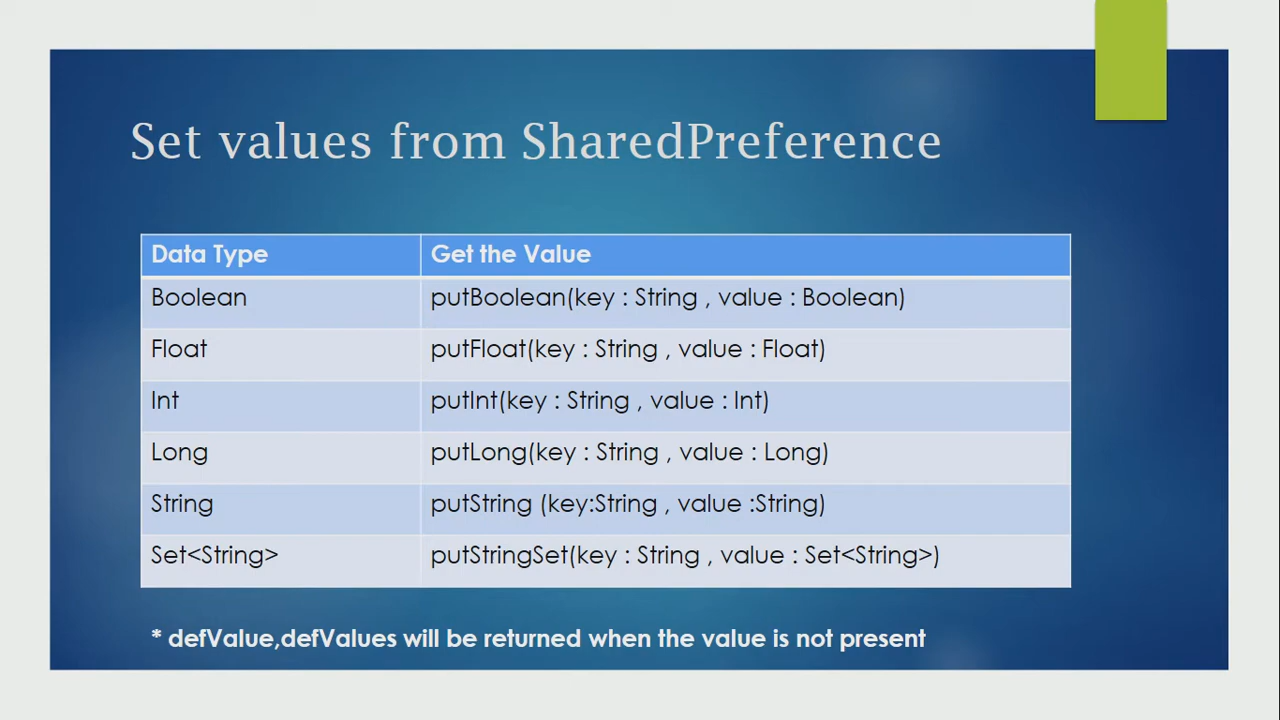 Set values from SharedPreference
Data Type Get the Value
Boolean putBoolean(key : String , value : Boolean)
Float putFloat(key : String , value : Float)
Int putInt(key : String , value : Int)
Long putLong(key : String , value : Long)
String putString (key:String , value :String)
Set<String> putStringSet(key : String , value : Set<String>)
* defValue,defValues will be returned when the value is not present